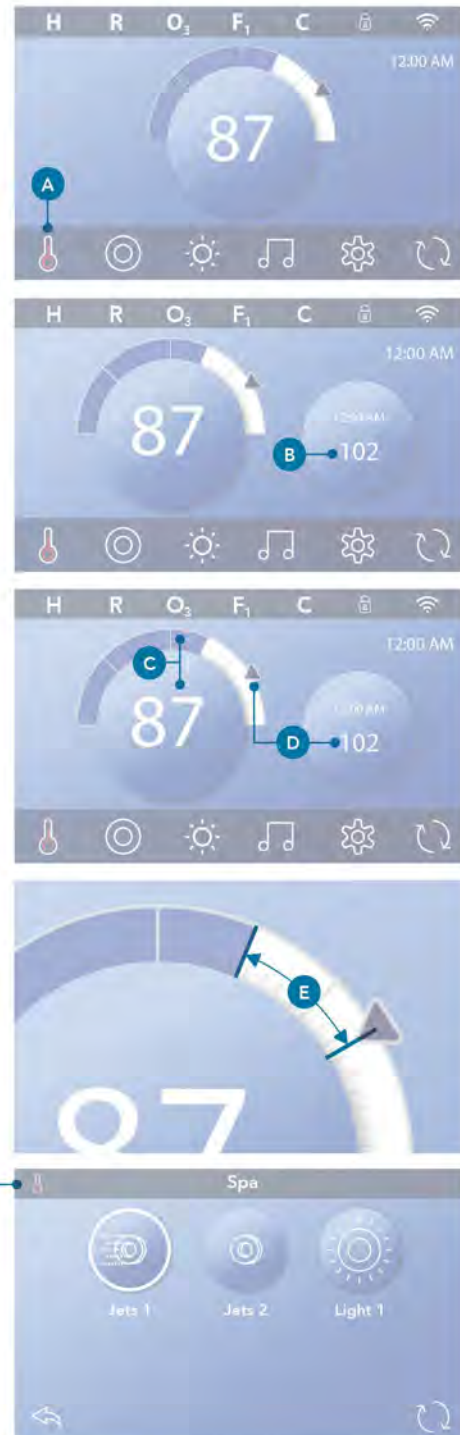 H R O₃ F₁ C
12:00 AM
87
A
H R O₃ F₁ C
12:00 AM
87
12:00 AM
B 102
H R O₃ F₁ C
12:00 AM
C
87
12:00 AM
D 102
E
87
Spa
Jets 1 Jets 2 Light 1